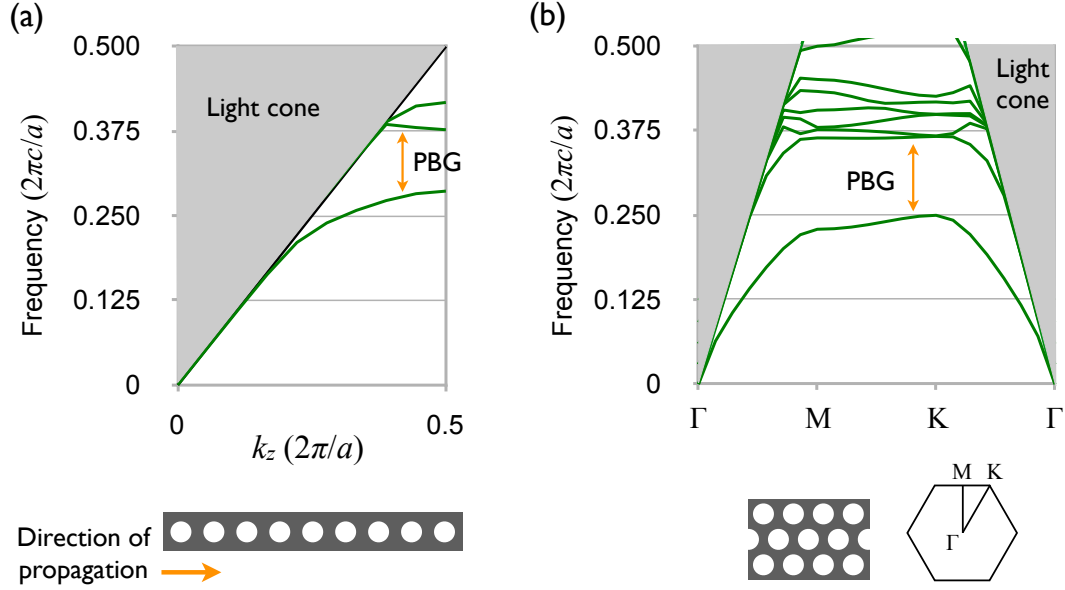 (a)
0.500
0.375
0.250
0.125
0
Frequency (2πc/a)
Light cone
PBG
0
0.5
k_z (2π/a)
Direction of
propagation
(b)
0.500
0.375
0.250
0.125
0
Frequency (2πc/a)
Light
cone
PBG
Γ
M
K
Γ
M
K
Γ